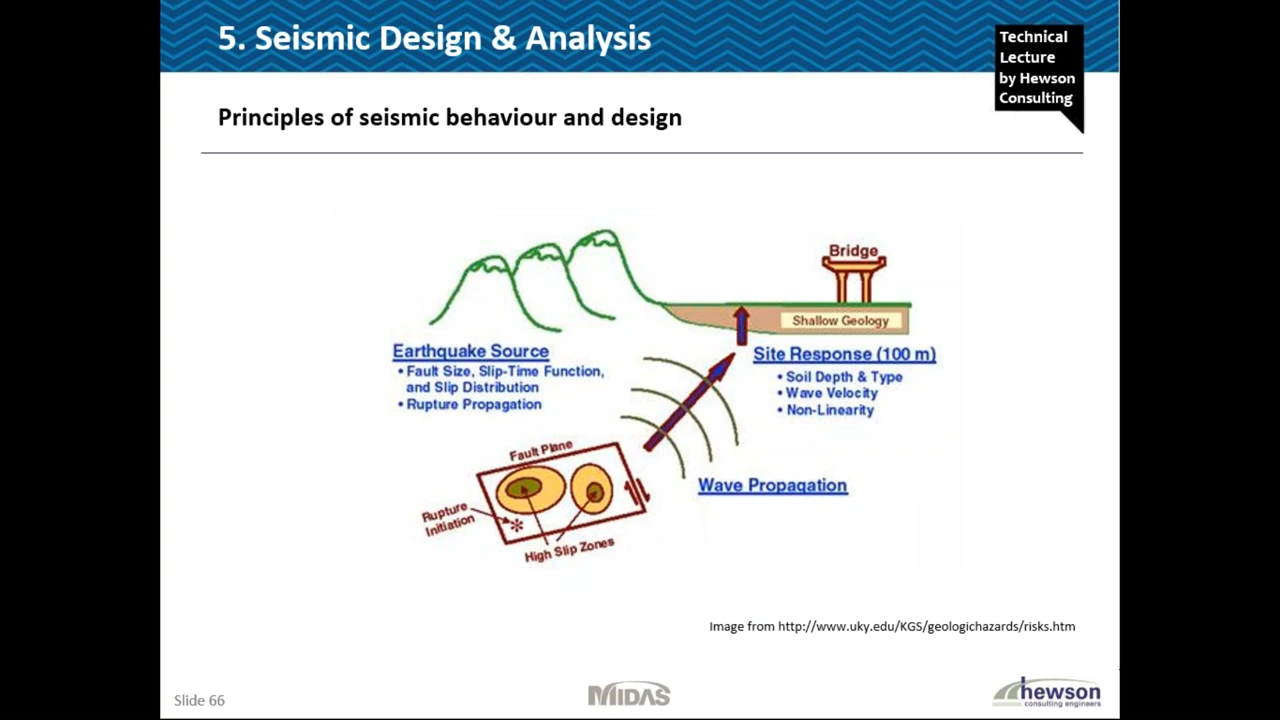 5. Seismic Design & Analysis
Technical
Lecture
by Hewson
Consulting
Principles of seismic behaviour and design
Bridge
Shallow Geology
Earthquake Source
• Fault Size, Slip-Time Function,
and Slip Distribution
• Rupture Propagation
Site Response (100 m)
• Soil Depth & Type
• Wave Velocity
• Non-Linearity
Fault Plane
Wave Propagation
Rupture
Initiation
High Slip Zones
Image from http://www.uky.edu/KGS/geologichazards/risks.htm
Slide 66
MIDAS
hewson
consulting engineers